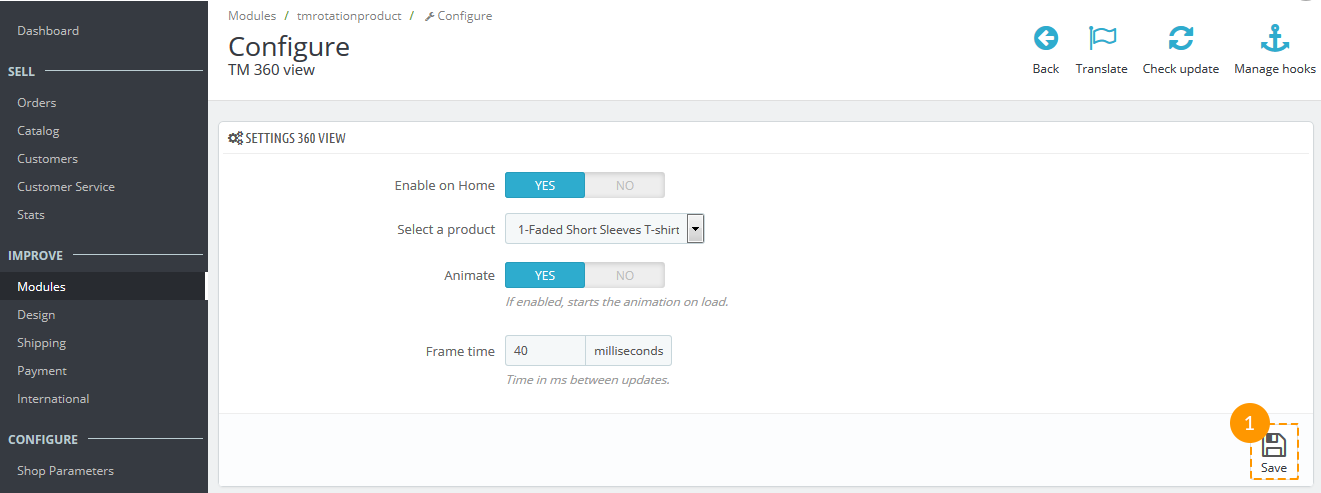 Dashboard
SELL
Orders
Catalog
Customers
Customer Service
Stats
IMPROVE
Modules
Design
Shipping
Payment
International
CONFIGURE
Shop Parameters
Modules / tmrotationproduct / Configure
Configure
TM 360 view
Back Translate Check update Manage hooks
SETTINGS 360 VIEW
Enable on Home YES NO
Select a product 1-Faded Short Sleeves T-shirt
Animate YES NO
If enabled, starts the animation on load.
Frame time 40 milliseconds
Time in ms between updates.
1
Save